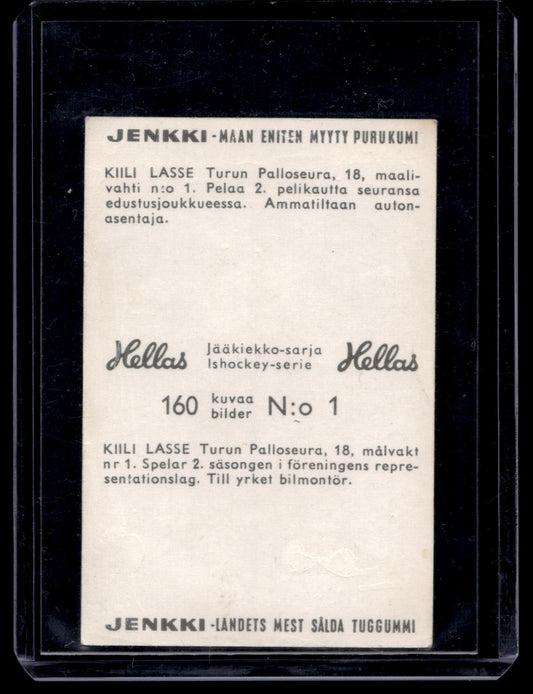 JENKKI - MAAN ENITEN MYYTY PURUKUMI
KIILI LASSE Turun Palloseura, 18, maali-
vahti n:o 1. Pelaa 2. pelikautta seuransa
edustusjoukkueessa. Ammatiltaan auton-
asentaja.
Hellas Jääkiekko-sarja Hellas
Ishockey-serie
160 kuvaa N:o 1
bilder
KIILI LASSE Turun Palloseura, 18, målvakt
nr 1. Spelar 2. säsongen i föreningens repre-
sentationslag. Till yrket bilmontör.
JENKKI - LANDETS MEST SÅLDA TUGGUMMI